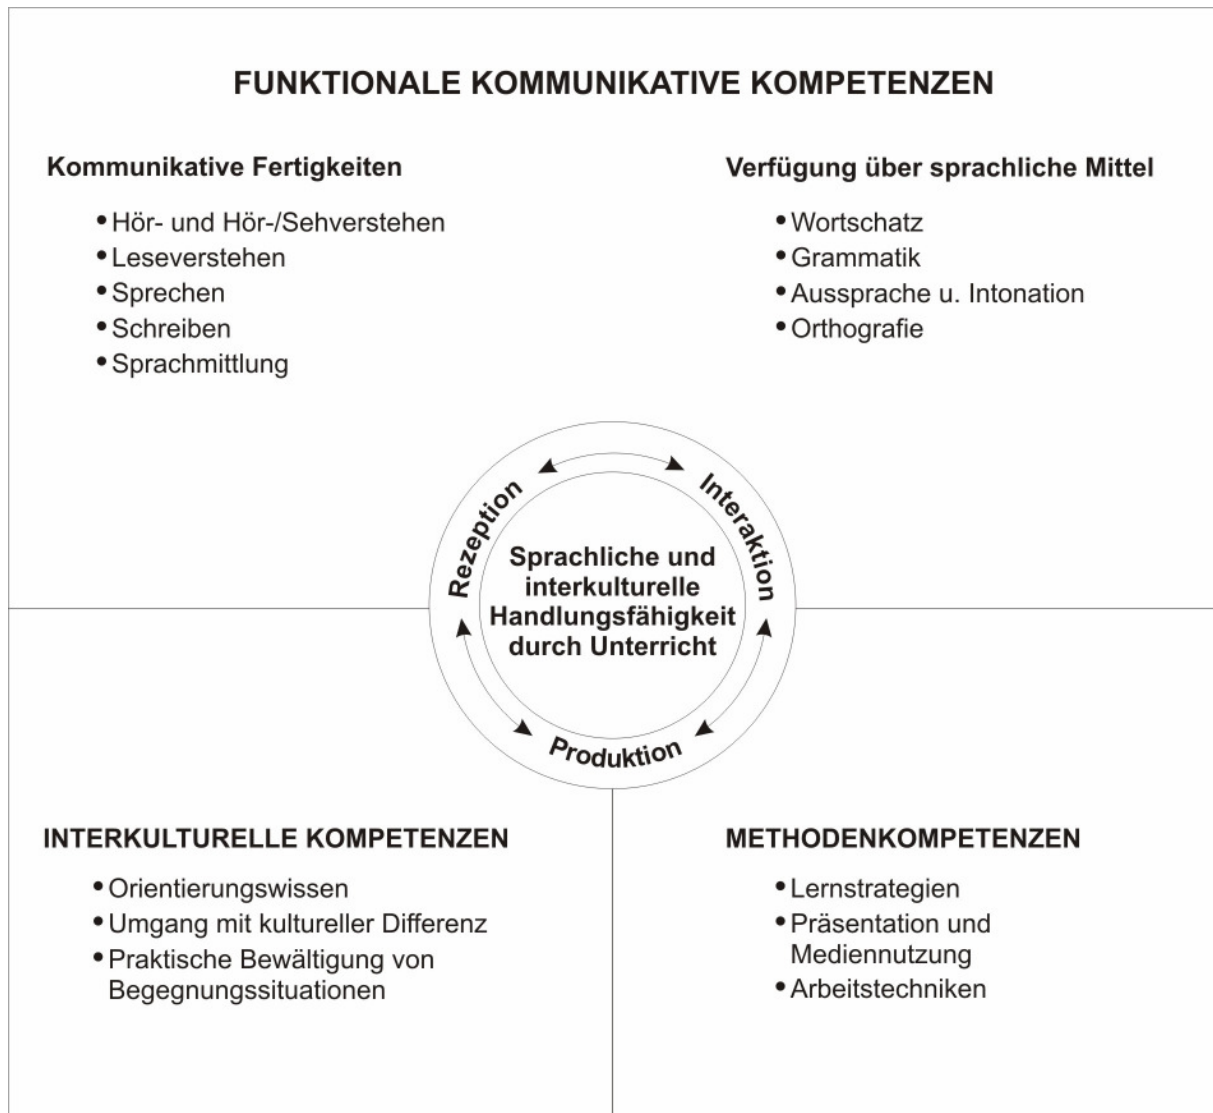 FUNKTIONALE KOMMUNIKATIVE KOMPETENZEN
Kommunikative Fertigkeiten
• Hör- und Hör-/Sehverstehen
• Leseverstehen
• Sprechen
• Schreiben
• Sprachmittlung
Verfügung über sprachliche Mittel
• Wortschatz
• Grammatik
• Aussprache u. Intonation
• Orthografie
Rezeption
Interaktion
Sprachliche und
interkulturelle
Handlungsfähigkeit
durch Unterricht
Produktion
INTERKULTURELLE KOMPETENZEN
• Orientierungswissen
• Umgang mit kultureller Differenz
• Praktische Bewältigung von
Begegnungssituationen
METHODENKOMPETENZEN
• Lernstrategien
• Präsentation und
Mediennutzung
• Arbeitstechniken